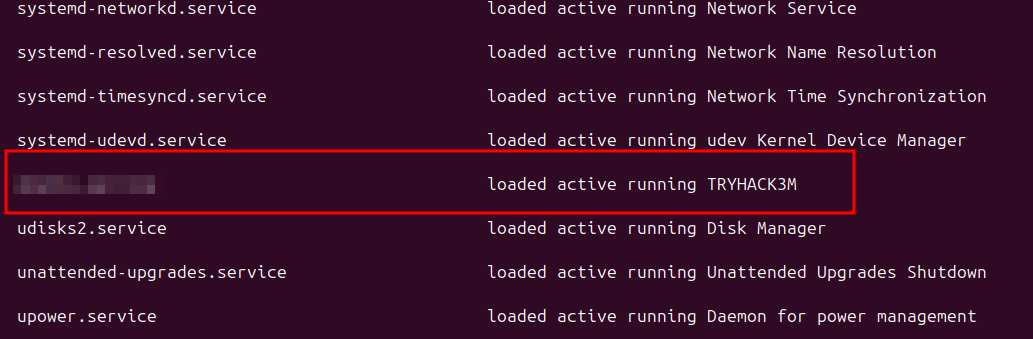 systemd-networkd.service loaded active running Network Service
systemd-resolved.service loaded active running Network Name Resolution
systemd-timesyncd.service loaded active running Network Time Synchronization
systemd-udevd.service loaded active running udev Kernel Device Manager
loaded active running TRYHACK3M
udisks2.service loaded active running Disk Manager
unattended-upgrades.service loaded active running Unattended Upgrades Shutdown
upower.service loaded active running Daemon for power management